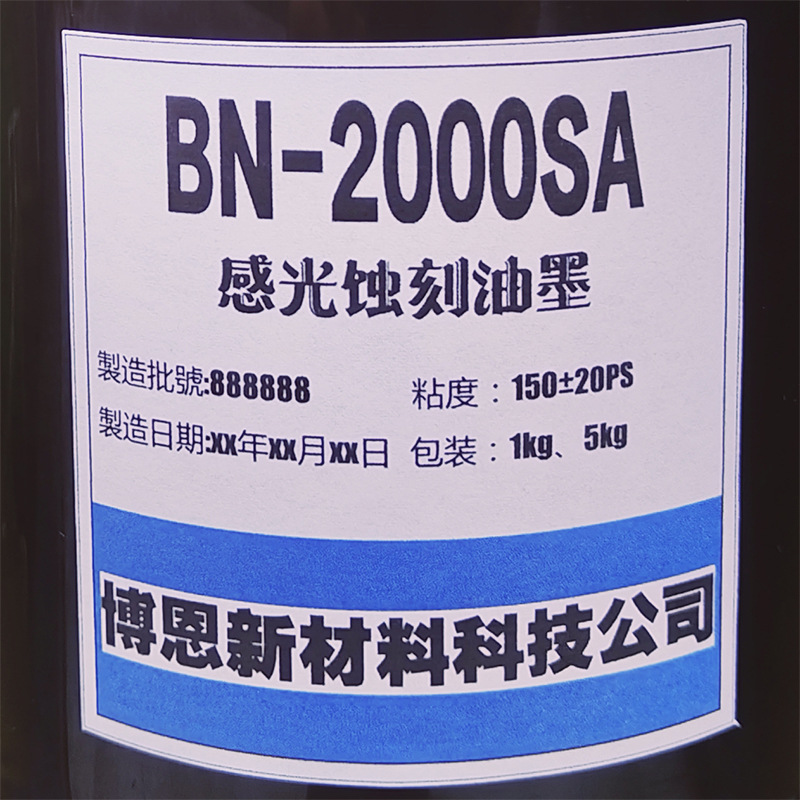 BN-2000SA
感光蚀刻油墨
製造批號:888888 粘度：150±20PS
製造日期:xx年xx月xx日 包装：1kg、5kg
博恩新材料科技公司